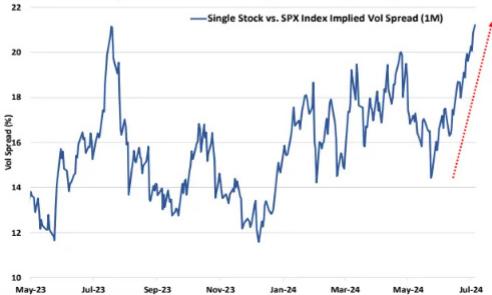 22
Single Stock vs. SPX Index Implied Vol Spread (1M)
20
18
Vol Spread (%)
16
14
12
10
May-23 Jul-23 Sep-23 Nov-23 Jan-24 Mar-24 May-24 Jul-24